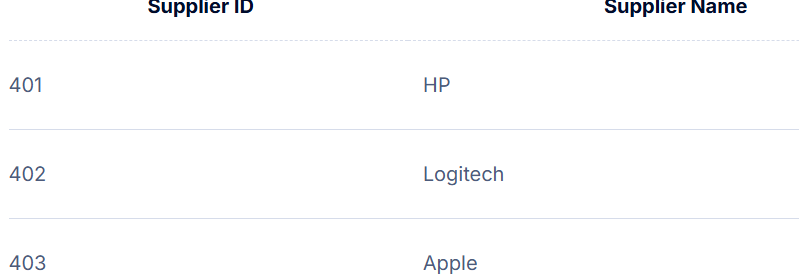 Supplier ID Supplier Name
401 HP
402 Logitech
403 Apple